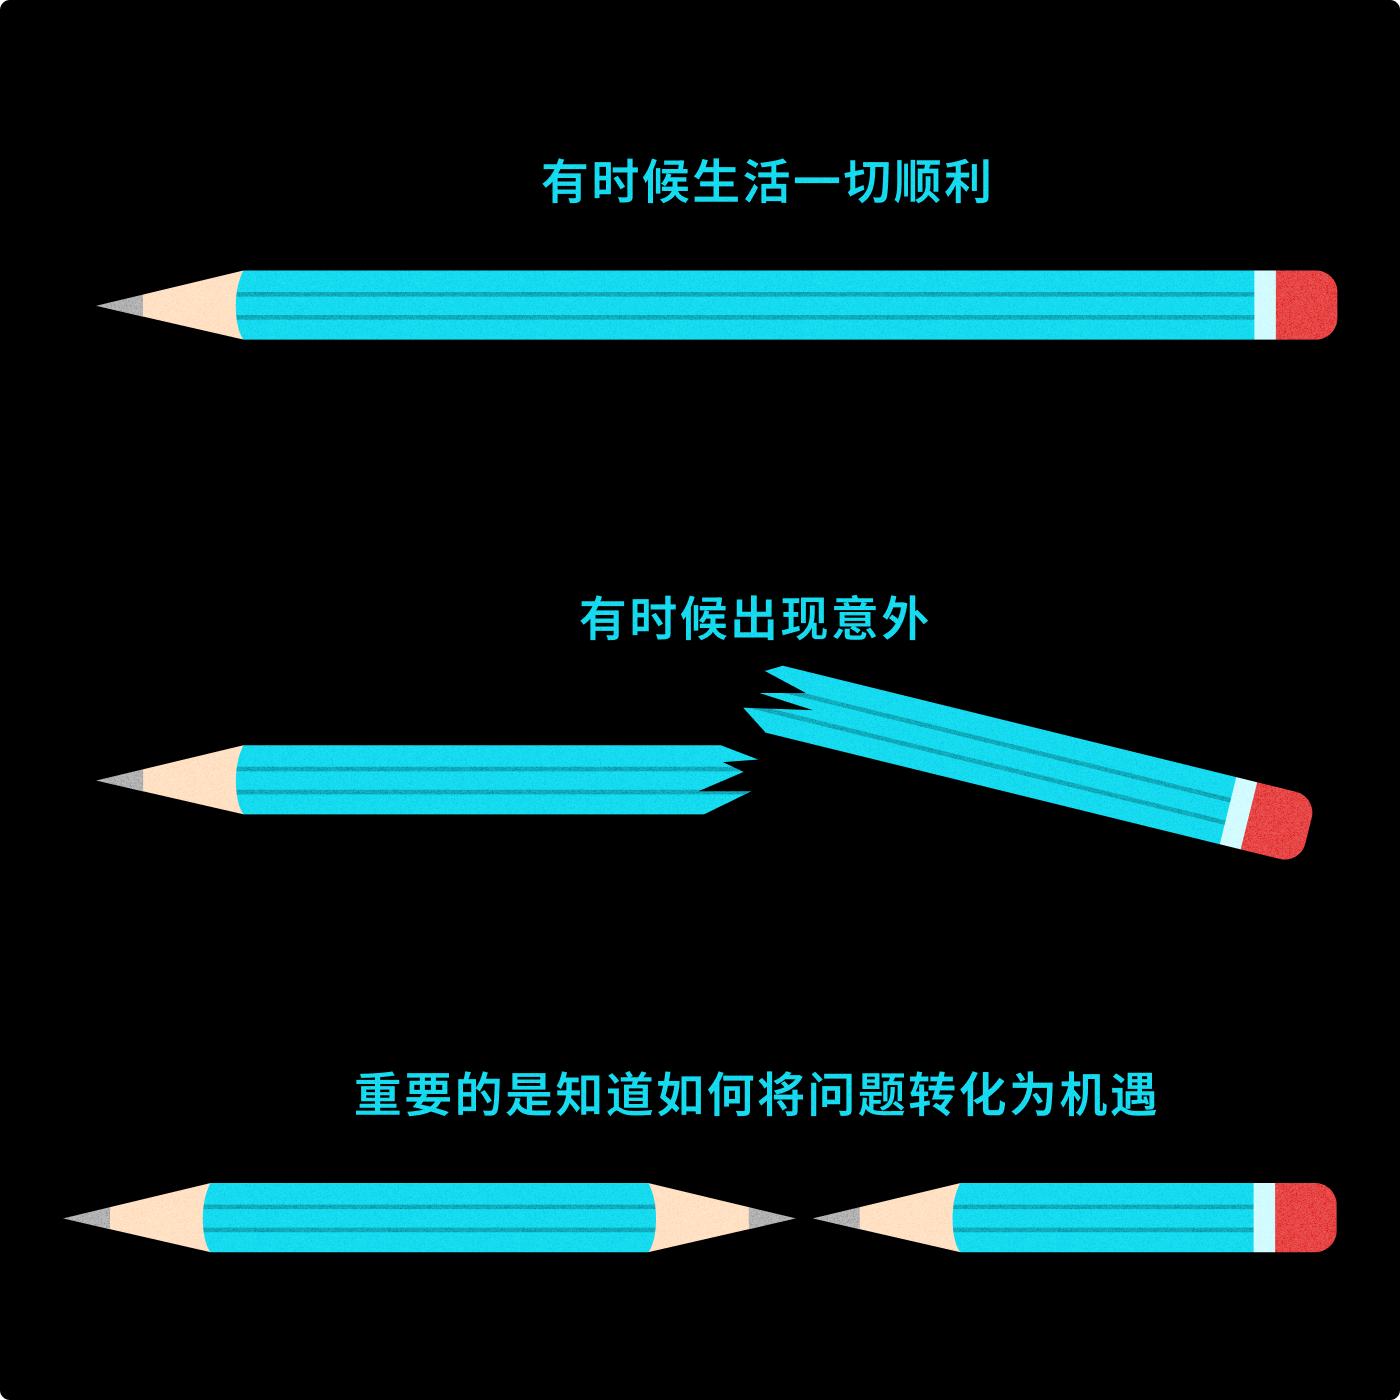 有时候生活一切顺利
有时候出现意外
重要的是知道如何将问题转化为机遇